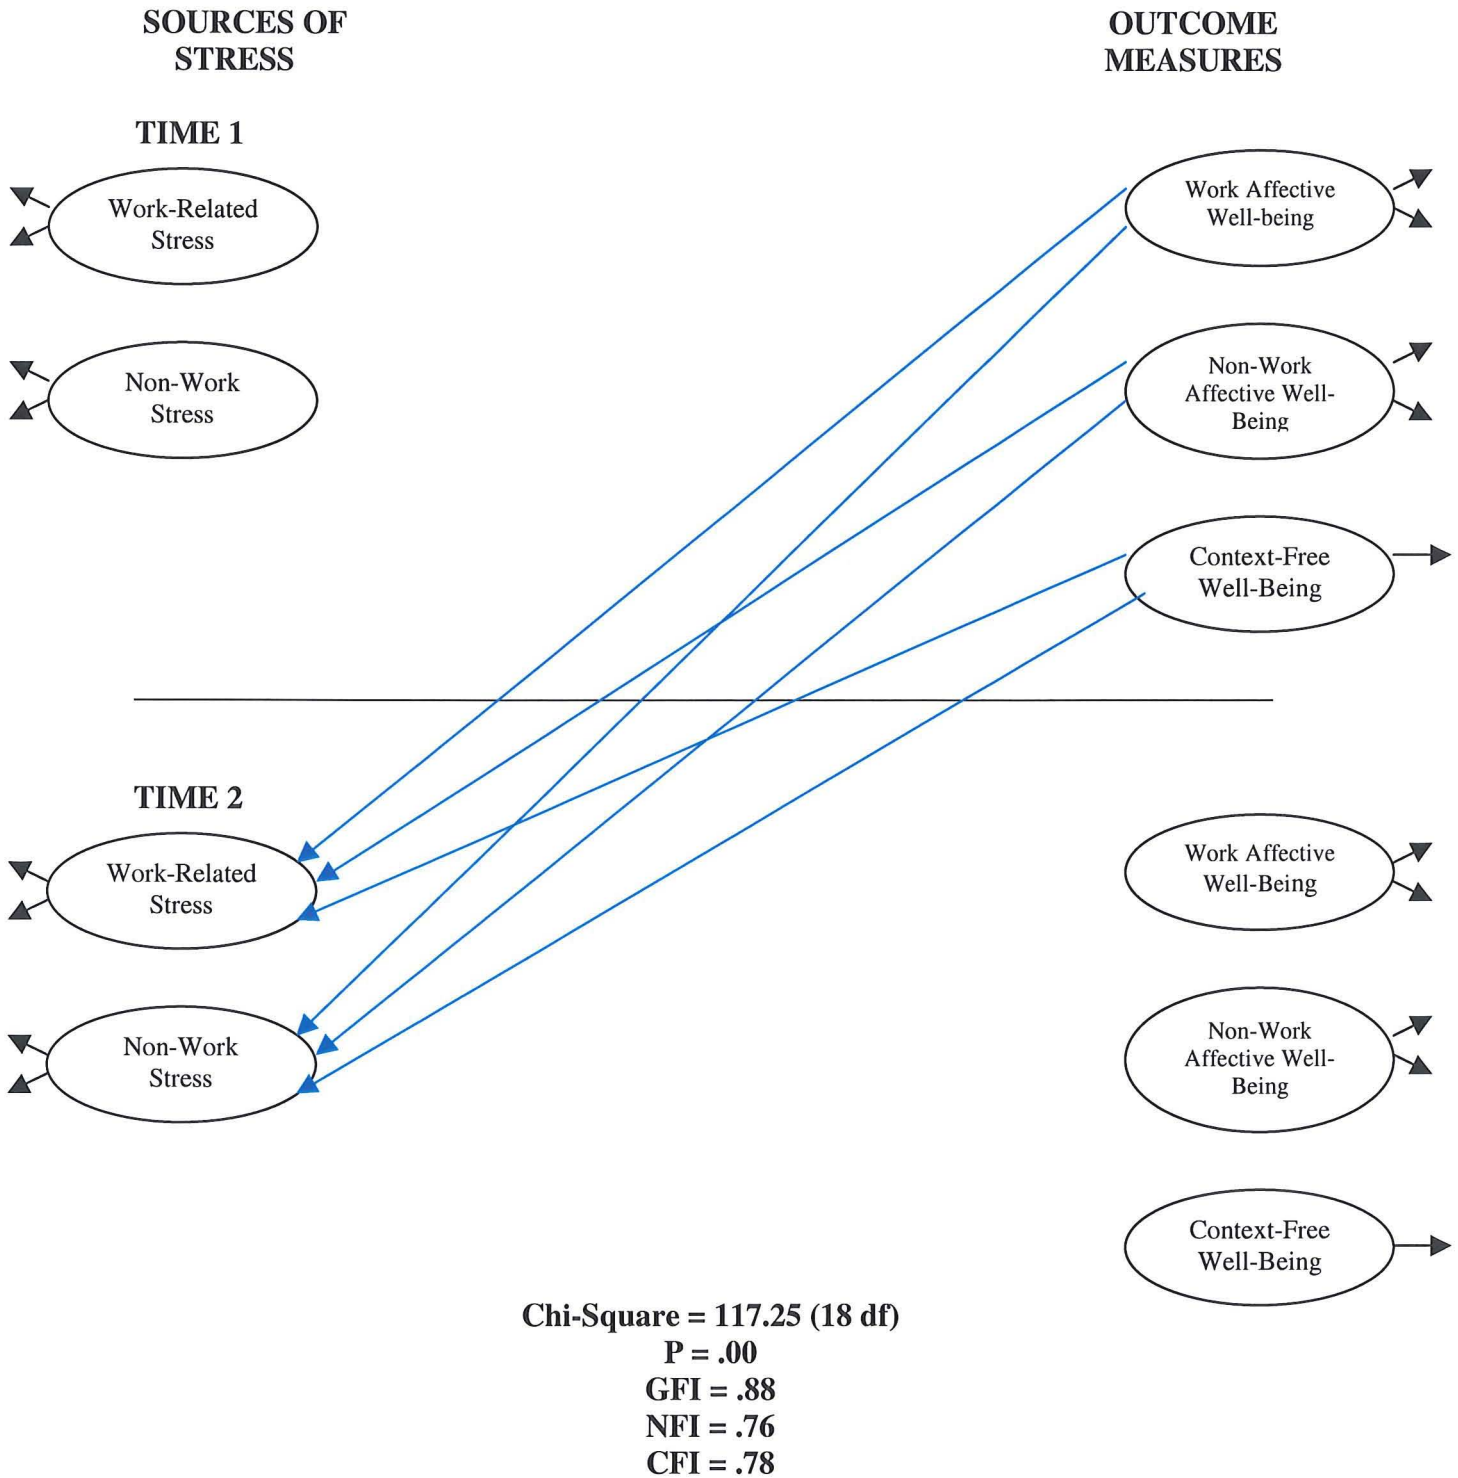 SOURCES OF
STRESS
OUTCOME
MEASURES
TIME 1
Work-Related
Stress
Non-Work
Stress
Work Affective
Well-being
Non-Work
Affective Well-
Being
Context-Free
Well-Being
TIME 2
Work-Related
Stress
Non-Work
Stress
Work Affective
Well-Being
Non-Work
Affective Well-
Being
Context-Free
Well-Being
Chi-Square = 117.25 (18 df)
P = .00
GFI = .88
NFI = .76
CFI = .78